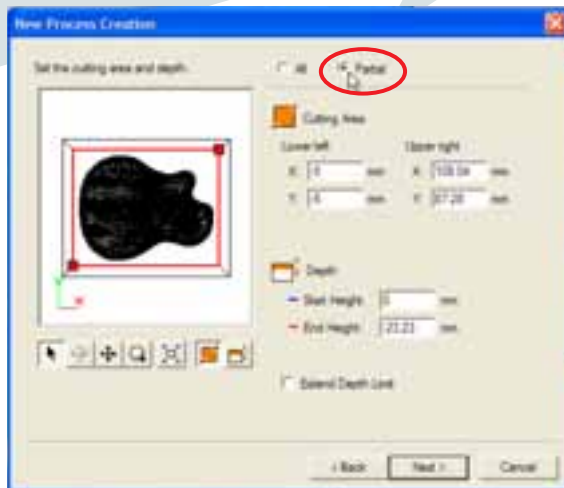 New Process Creation
Set the cutting area and depth.
All Partial
Cutting Area
Lower left Upper right
X: mm X: mm
Y: mm Y: mm
Y
X
Depth
Start Height: 0 mm
End Height: mm
Extend Depth Limit
< Back Next > Cancel